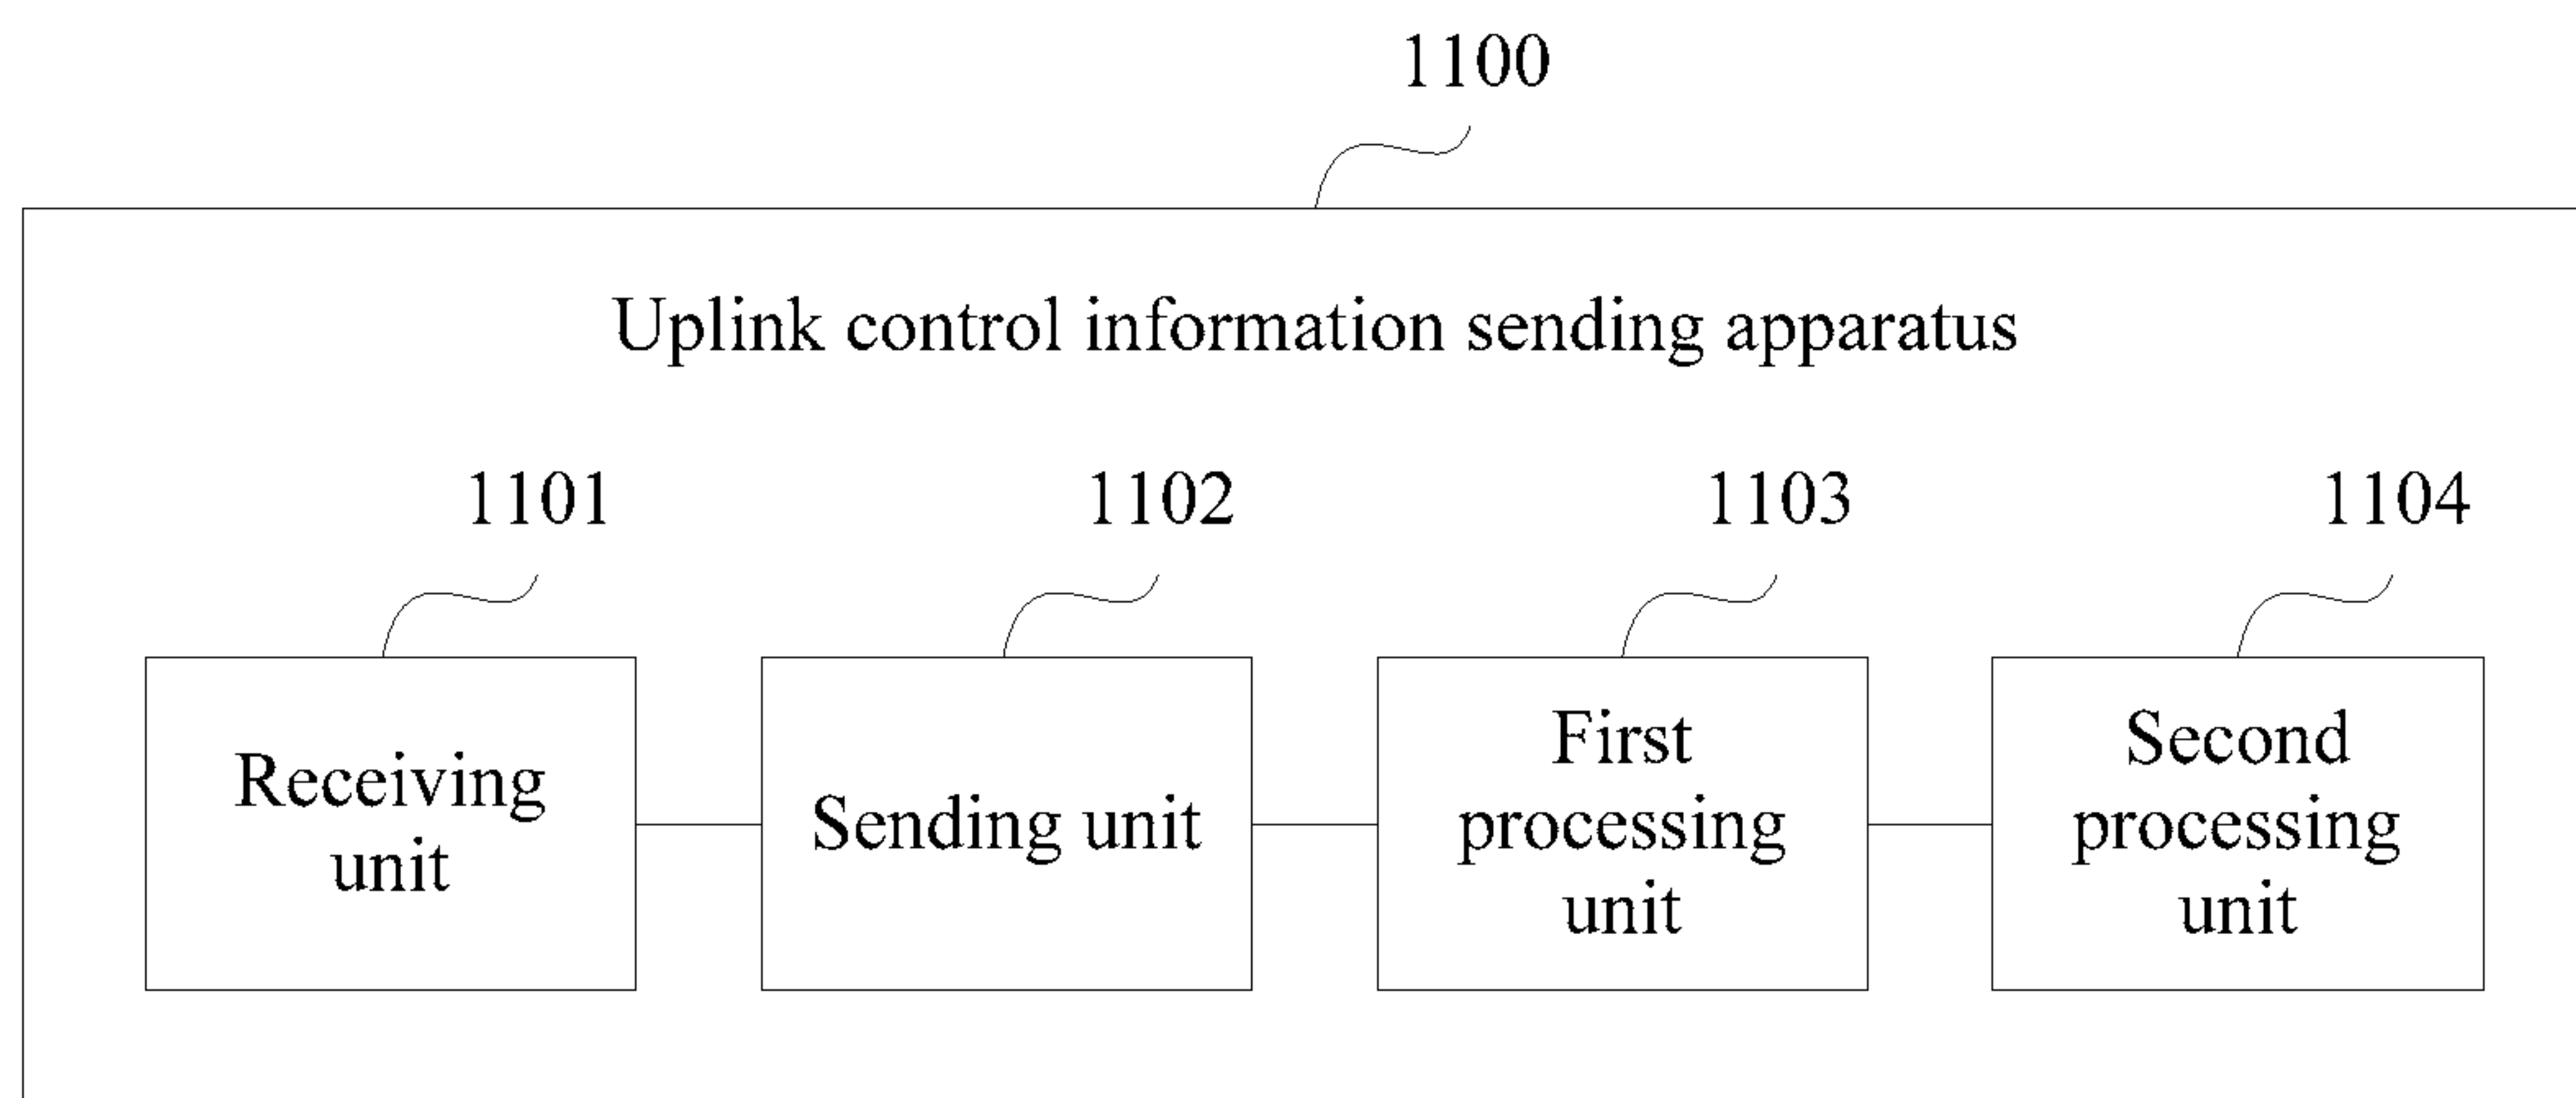 1100
Uplink control information sending apparatus
1101
1102
1103
1104
Receiving
unit
Sending unit
First
processing
unit
Second
processing
unit